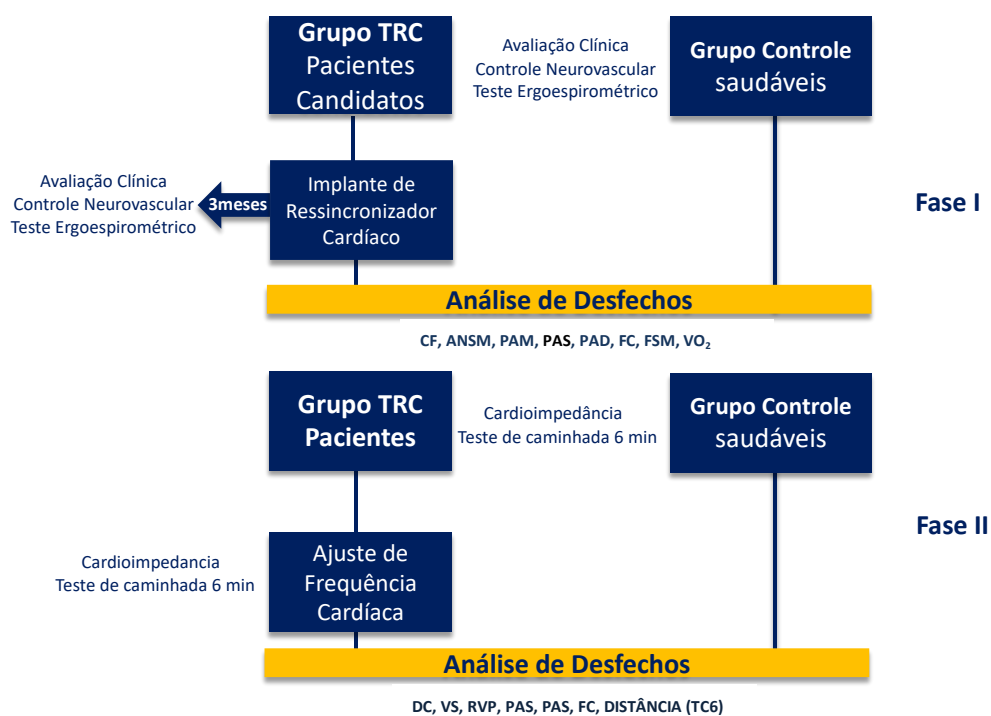 Grupo TRC
Pacientes
Candidatos
Avaliação Clínica
Controle Neurovascular
Teste Ergoespirométrico
Grupo Controle
saudáveis
Avaliação Clínica
Controle Neurovascular
Teste Ergoespirométrico
3meses
Implante de
Ressincronizador
Cardíaco
Fase I
Análise de Desfechos
CF, ANSM, PAM, PAS, PAD, FC, FSM, VO₂
Grupo TRC
Pacientes
Cardioimpedância
Teste de caminhada 6 min
Grupo Controle
saudáveis
Fase II
Cardioimpedancia
Teste de caminhada 6 min
Ajuste de
Frequência
Cardíaca
Análise de Desfechos
DC, VS, RVP, PAS, PAS, FC, DISTÂNCIA (TC6)